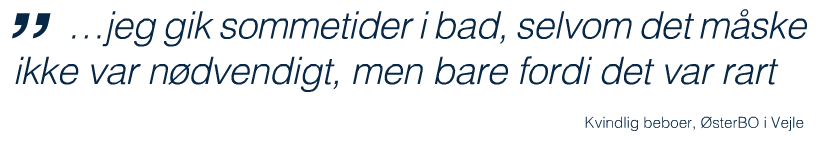 ” …jeg gik sommetider i bad, selvom det måske
ikke var nødvendigt, men bare fordi det var rart
Kvindlig beboer, ØsterBO i Vejle